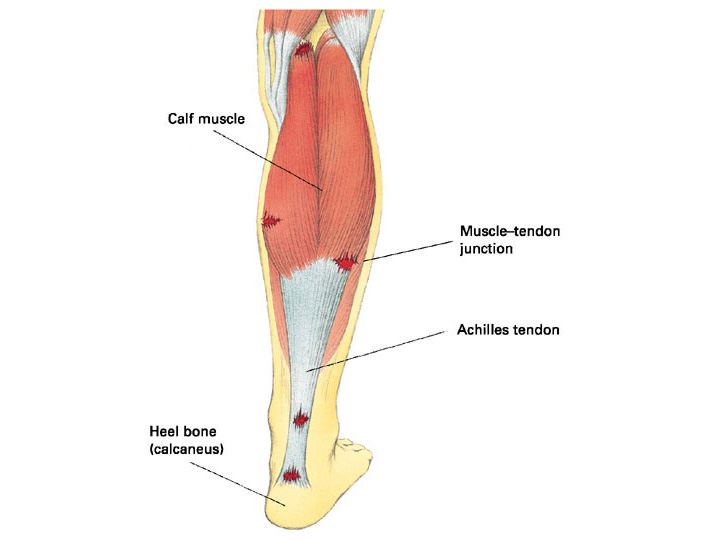 Calf muscle
Muscle–tendon
junction
Achilles tendon
Heel bone
(calcaneus)